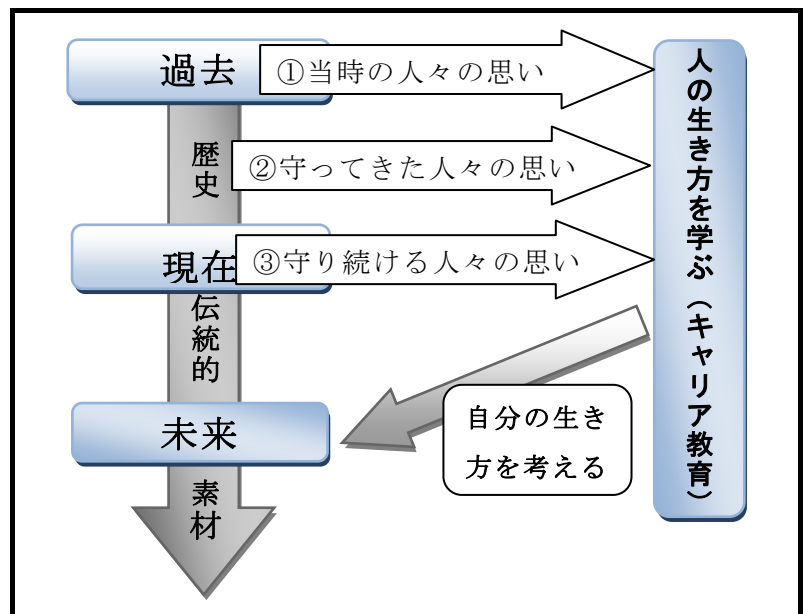 過去
①当時の人々の思い
歴史
②守ってきた人々の思い
現在
③守り続ける人々の思い
伝統的
未来
素材
自分の生き
方を考える
人の生き方を学ぶ（キャリア教育）